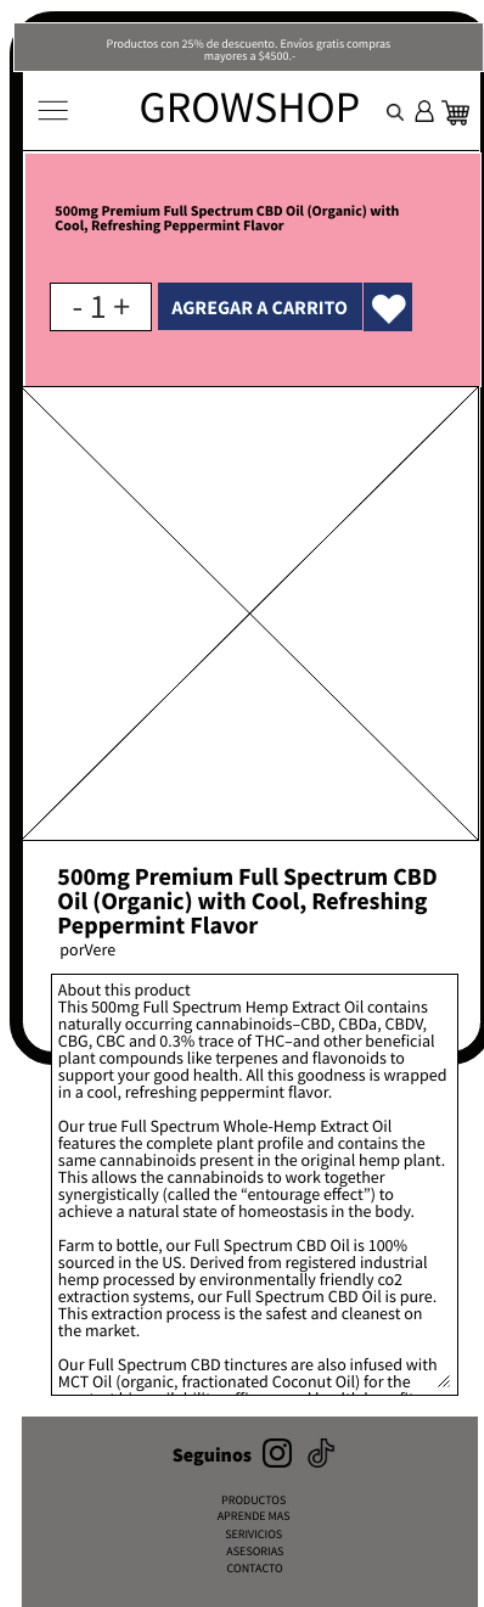 Productos con 25% de descuento. Envíos gratis compras
mayores a $4500.-
GROWSHOP
500mg Premium Full Spectrum CBD Oil (Organic) with
Cool, Refreshing Peppermint Flavor
- 1 +
AGREGAR A CARRITO
500mg Premium Full Spectrum CBD
Oil (Organic) with Cool, Refreshing
Peppermint Flavor
porVere
About this product
This 500mg Full Spectrum Hemp Extract Oil contains
naturally occurring cannabinoids–CBD, CBDa, CBDV,
CBG, CBC and 0.3% trace of THC–and other beneficial
plant compounds like terpenes and flavonoids to
support your good health. All this goodness is wrapped
in a cool, refreshing peppermint flavor.
Our true Full Spectrum Whole-Hemp Extract Oil
features the complete plant profile and contains the
same cannabinoids present in the original hemp plant.
This allows the cannabinoids to work together
synergistically (called the “entourage effect”) to
achieve a natural state of homeostasis in the body.
Farm to bottle, our Full Spectrum CBD Oil is 100%
sourced in the US. Derived from registered industrial
hemp processed by environmentally friendly co2
extraction systems, our Full Spectrum CBD Oil is pure.
This extraction process is the safest and cleanest on
the market.
Our Full Spectrum CBD tinctures are also infused with
MCT Oil (organic, fractionated Coconut Oil) for the
Seguinos
PRODUCTOS
APRENDE MAS
SERIVICIOS
ASESORIAS
CONTACTO